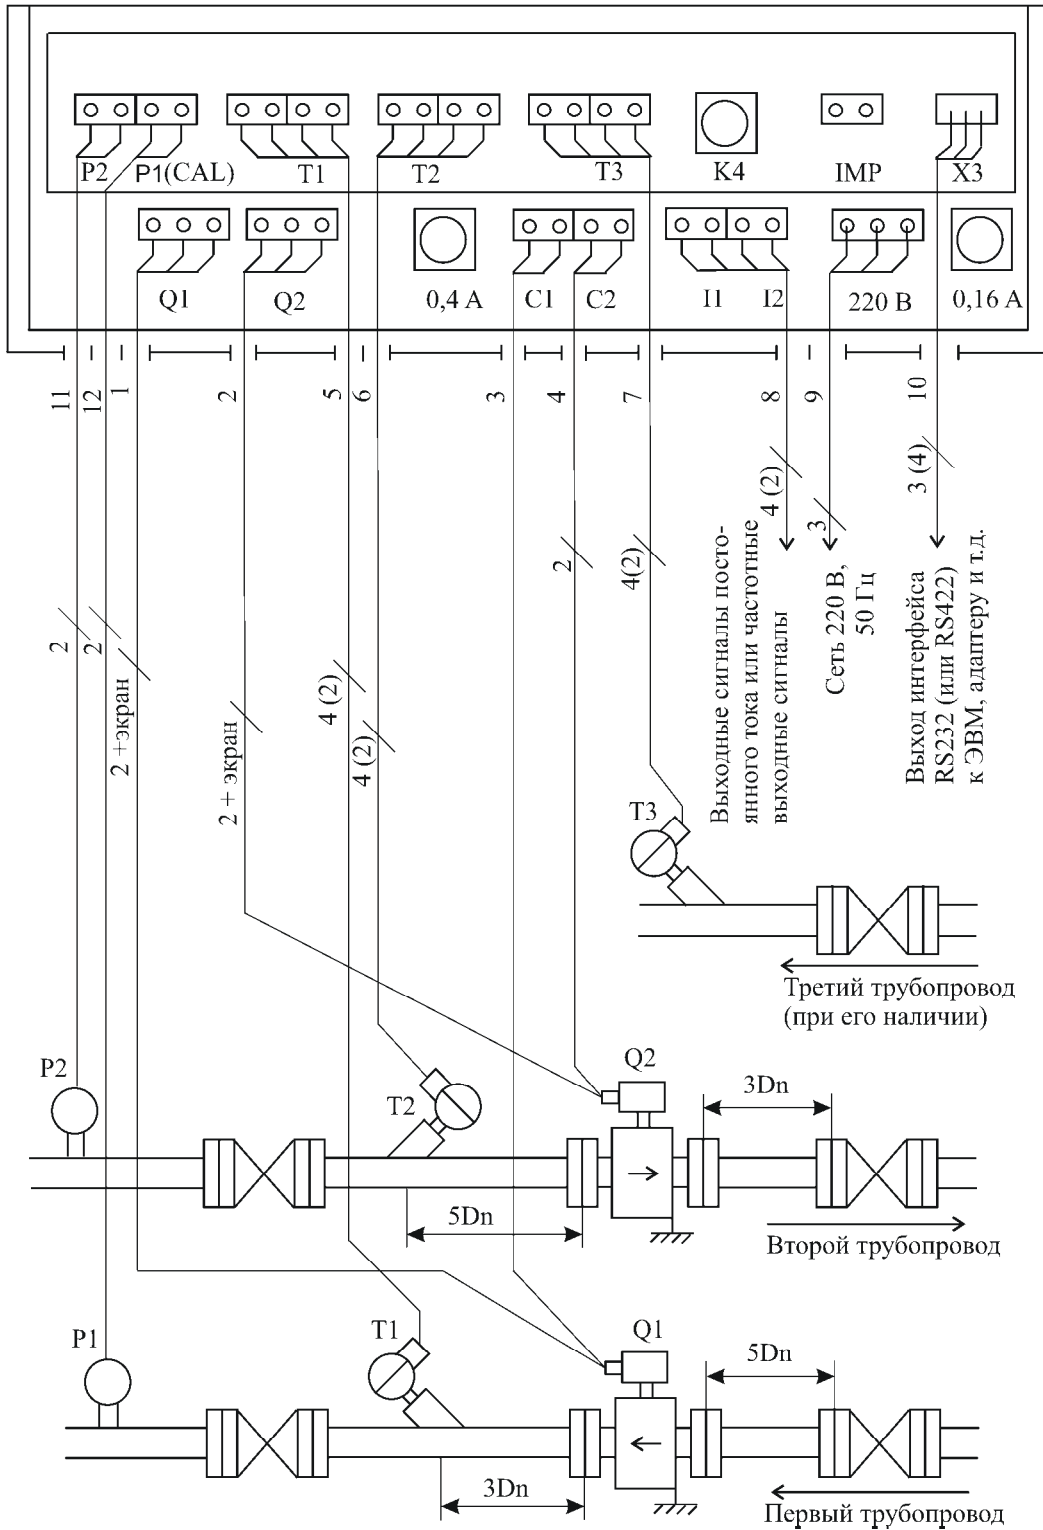 P2
P1(CAL)
T1
T2
T3
K4
IMP
X3
Q1
Q2
0,4 А
C1
C2
I1
I2
220 В
0,16 А
11
12
1
2
5
6
3
4
7
8
9
10
2
2
2 +экран
2 + экран
4 (2)
4 (2)
2
4(2)
4 (2)
3
3 (4)
Выходные сигналы посто-
янного тока или частотные
выходные сигналы
Сеть 220 В,
50 Гц
Выход интерфейса
RS232 (или RS422)
к ЭВМ, адаптеру и т.д.
T3
Третий трубопровод
(при его наличии)
P2
T2
Q2
3Dn
5Dn
Второй трубопровод
P1
T1
Q1
5Dn
3Dn
Первый трубопровод